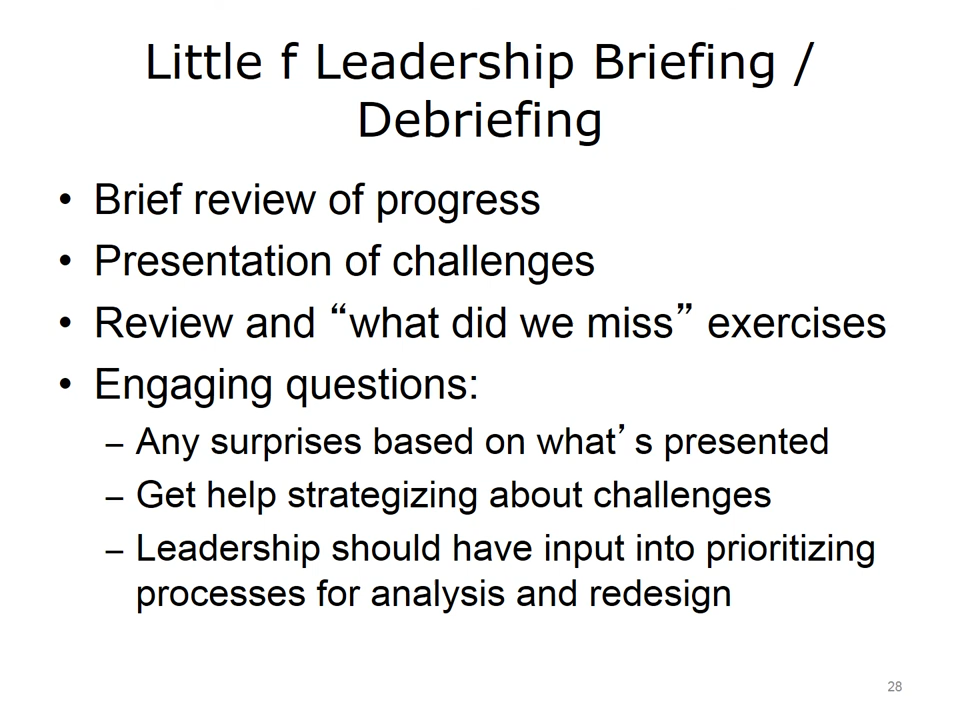 Little f Leadership Briefing /
Debriefing
• Brief review of progress
• Presentation of challenges
• Review and “what did we miss” exercises
• Engaging questions:
– Any surprises based on what’s presented
– Get help strategizing about challenges
– Leadership should have input into prioritizing
processes for analysis and redesign
28